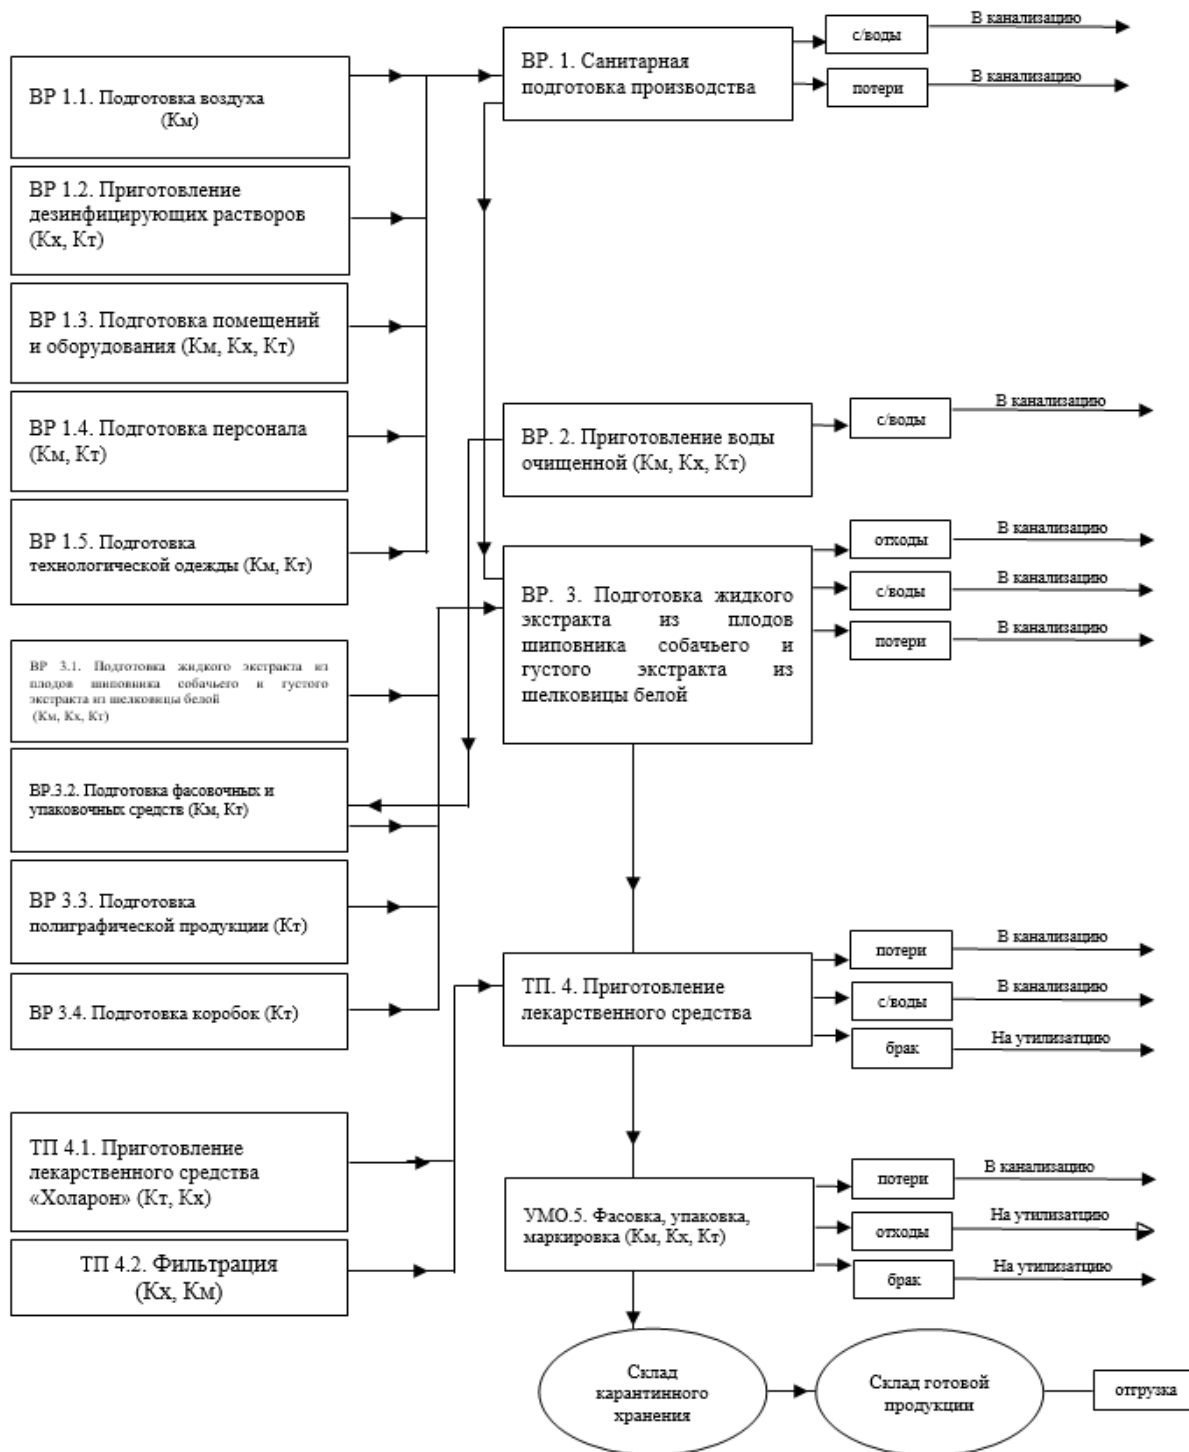 ВР 1.1. Подготовка воздуха
(Км)
ВР 1.2. Приготовление
дезинфицирующих растворов
(Кх, Кт)
ВР 1.3. Подготовка помещений
и оборудования (Км, Кх, Кт)
ВР 1.4. Подготовка персонала
(Км, Кт)
ВР 1.5. Подготовка
технологической одежды (Км, Кт)
ВР 3.1. Подготовка жидкого экстракта из
плодов шиповника собачьего и густого
экстракта из шелковицы белой
(Км, Кх, Кт)
ВР.3.2. Подготовка фасовочных и
упаковочных средств (Км, Кт)
ВР 3.3. Подготовка
полиграфической продукции (Кт)
ВР 3.4. Подготовка коробок (Кт)
ТП 4.1. Приготовление
лекарственного средства
«Холарон» (Кт, Кх)
ТП 4.2. Фильтрация
(Кх, Км)
ВР. 1. Санитарная
подготовка производства
с/воды
В канализацию
потери
В канализацию
ВР. 2. Приготовление воды
очищенной (Км, Кх, Кт)
с/воды
В канализацию
ВР. 3. Подготовка жидкого
экстракта из плодов
шиповника собачьего и
густого экстракта из
шелковицы белой
отходы
В канализацию
с/воды
В канализацию
потери
В канализацию
ТП. 4. Приготовление
лекарственного средства
потери
В канализацию
с/воды
В канализацию
брак
На утилизатцию
УМО.5. Фасовка, упаковка,
маркировка (Км, Кх, Кт)
потери
В канализацию
отходы
На утилизатцию
брак
На утилизатцию
Склад
карантинного
хранения
Склад готовой
продукции
отгрузка